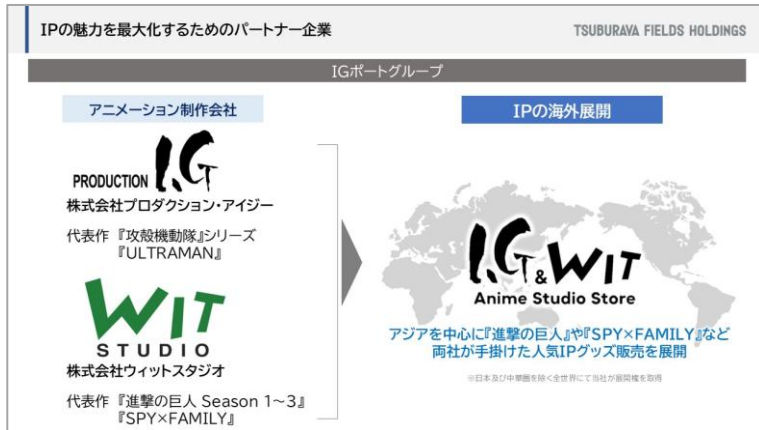 IPの魅力を最大化するためのパートナー企業
TSUBURAYA FIELDS HOLDINGS
IGポートグループ
アニメーション制作会社
PRODUCTION I.G
株式会社プロダクション・アイジー
代表作 『攻殻機動隊』シリーズ
『ULTRAMAN』
WIT
STUDIO
株式会社ウィットスタジオ
代表作 『進撃の巨人 Season 1~3』
『SPY×FAMILY』
IPの海外展開
I.G & WIT
Anime Studio Store
アジアを中心に『進撃の巨人』や『SPY×FAMILY』など
両社が手掛けた人気IPグッズ販売を展開
※日本及び中華圏を除く全世界にて当社が展開権を取得